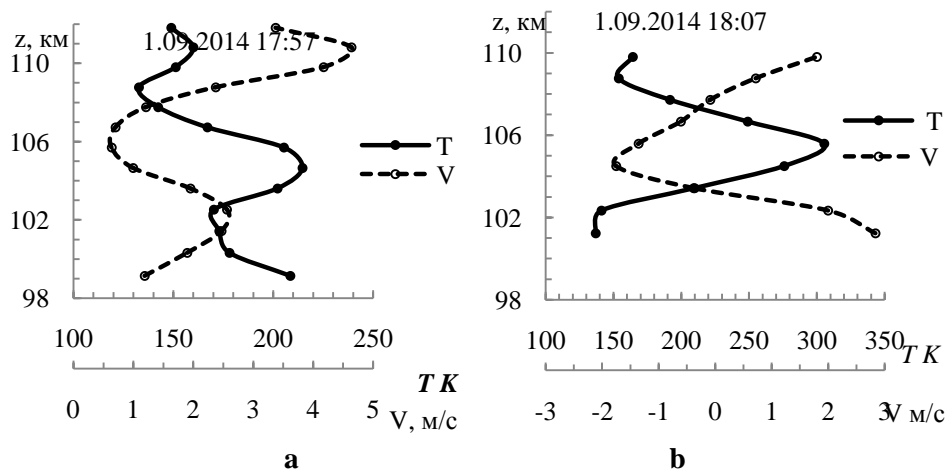 z, км
1.09.2014 17:57
110
106
102
98
T
V
100 150 200 250
T K
0 1 2 3 4 5
V, м/с
a
z, км
1.09.2014 18:07
110
106
102
98
T
V
100 150 200 250 300 350
T K
-3 -2 -1 0 1 2 3
V м/с
b